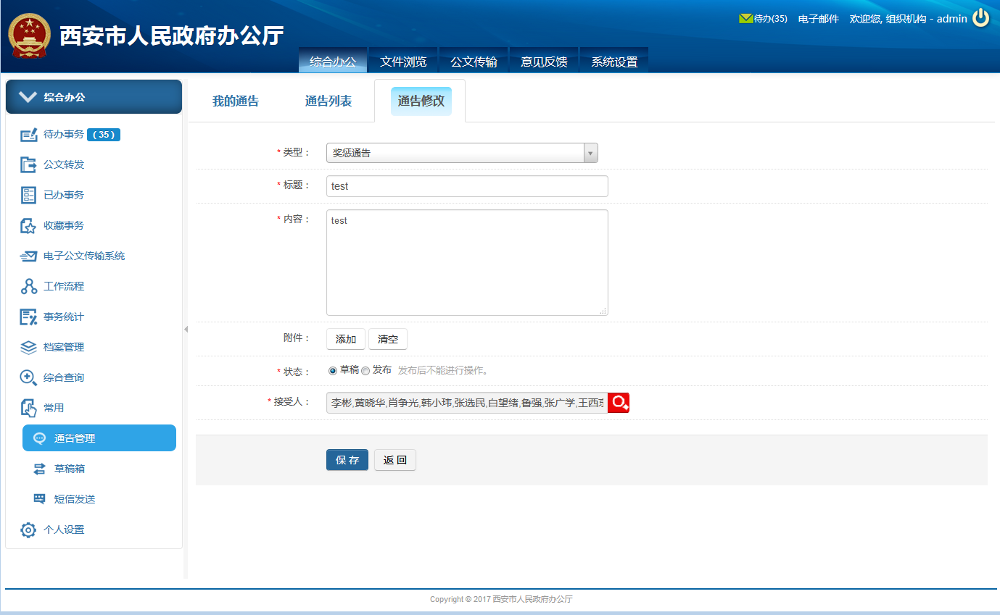 西安市人民政府办公厅
待办(35) 电子邮件 欢迎您, 组织机构 - admin
综合办公 文件浏览 公文传输 意见反馈 系统设置
综合办公
待办事务 ( 35 )
公文转发
已办事务
收藏事务
电子公文传输系统
工作流程
事务统计
档案管理
综合查询
常用
通告管理
草稿箱
短信发送
个人设置
我的通告 通告列表 通告修改
* 类型： 奖惩通告
* 标题： test
* 内容： test
附件： 添加 清空
* 状态： 草稿 发布 发布后不能进行操作。
* 接受人： 李彬,黄晓华,肖争光,韩小玮,张选民,白望绪,鲁强,张广学,王西京
保 存 返 回
Copyright © 2017 西安市人民政府办公厅